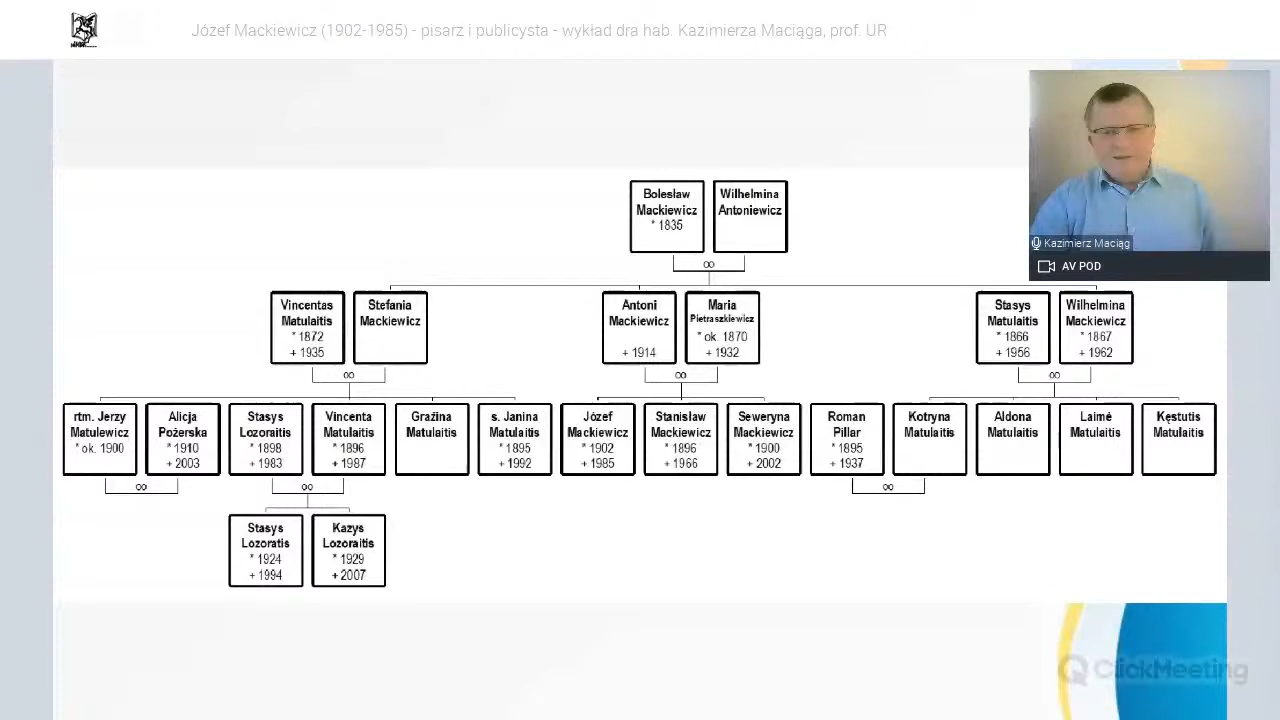 Józef Mackiewicz (1902-1985) - pisarz i publicysta - wykład dra hab. Kazimierza Maciąga, prof. UR
Kazimierz Maciąg
AV POD
Bolesław
Mackiewicz
* 1835
Wilhelmina
Antoniewicz
∞
Vincentas
Matulaitis
* 1872
+ 1935
Stefania
Mackiewicz
Antoni
Mackiewicz
+ 1914
Maria
Pietraszkiewicz
* ok. 1870
+ 1932
Stasys
Matulaitis
* 1866
+ 1956
Wilhelmina
Mackiewicz
* 1867
+ 1962
∞
∞
∞
rtm. Jerzy
Matulewicz
* ok. 1900
Alicja
Pożerska
* 1910
+ 2003
Stasys
Lozoraitis
* 1898
+ 1983
Vincenta
Matulaitis
* 1896
+ 1987
Gražina
Matulaitis
s. Janina
Matulaitis
* 1895
+ 1992
Józef
Mackiewicz
* 1902
+ 1985
Stanisław
Mackiewicz
* 1896
+ 1966
Seweryna
Mackiewicz
* 1900
+ 2002
Roman
Pillar
* 1895
+ 1937
Kotryna
Matulaitis
Aldona
Matulaitis
Laimė
Matulaitis
Kęstutis
Matulaitis
∞
∞
∞
Stasys
Lozoratis
* 1924
+ 1994
Kazys
Lozoraitis
* 1929
+ 2007
ClickMeeting